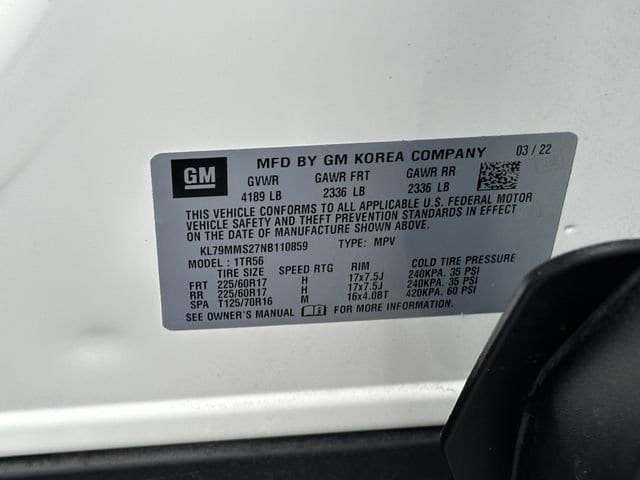 GM
MFD BY GM KOREA COMPANY 03 / 22
GVWR GAWR FRT GAWR RR
4189 LB 2336 LB 2336 LB
THIS VEHICLE CONFORMS TO ALL APPLICABLE U.S. FEDERAL MOTOR
VEHICLE SAFETY AND THEFT PREVENTION STANDARDS IN EFFECT
ON THE DATE OF MANUFACTURE SHOWN ABOVE.
KL79MMS27NB110859 TYPE: MPV
MODEL : 1TR56
TIRE SIZE SPEED RTG RIM COLD TIRE PRESSURE
FRT 225/60R17 H 17x7.5J 240KPA. 35 PSI
RR 225/60R17 H 17x7.5J 240KPA. 35 PSI
SPA T125/70R16 M 16x4.0BT 420KPA. 60 PSI
SEE OWNER'S MANUAL FOR MORE INFORMATION.